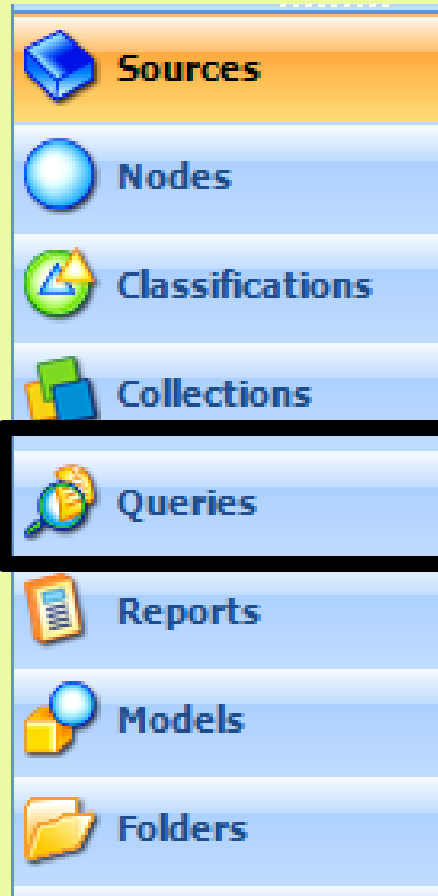 Sources
Nodes
Classifications
Collections
Queries
Reports
Models
Folders